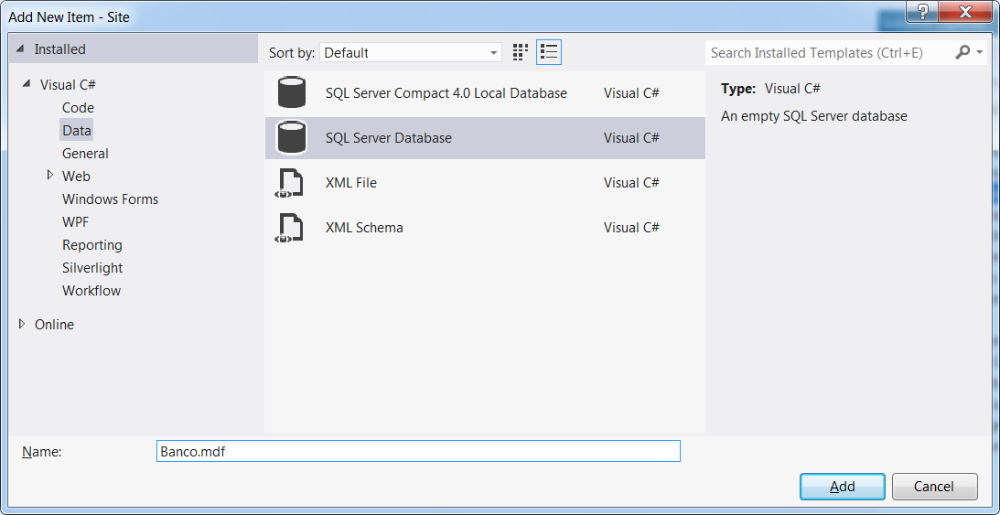 Add New Item - Site
?
Installed
Visual C#
Code
Data
General
Web
Windows Forms
WPF
Reporting
Silverlight
Workflow
Online
Sort by: Default
SQL Server Compact 4.0 Local Database Visual C#
SQL Server Database Visual C#
XML File Visual C#
XML Schema Visual C#
Search Installed Templates (Ctrl+E)
Type: Visual C#
An empty SQL Server database
Name: Banco.mdf
Add Cancel